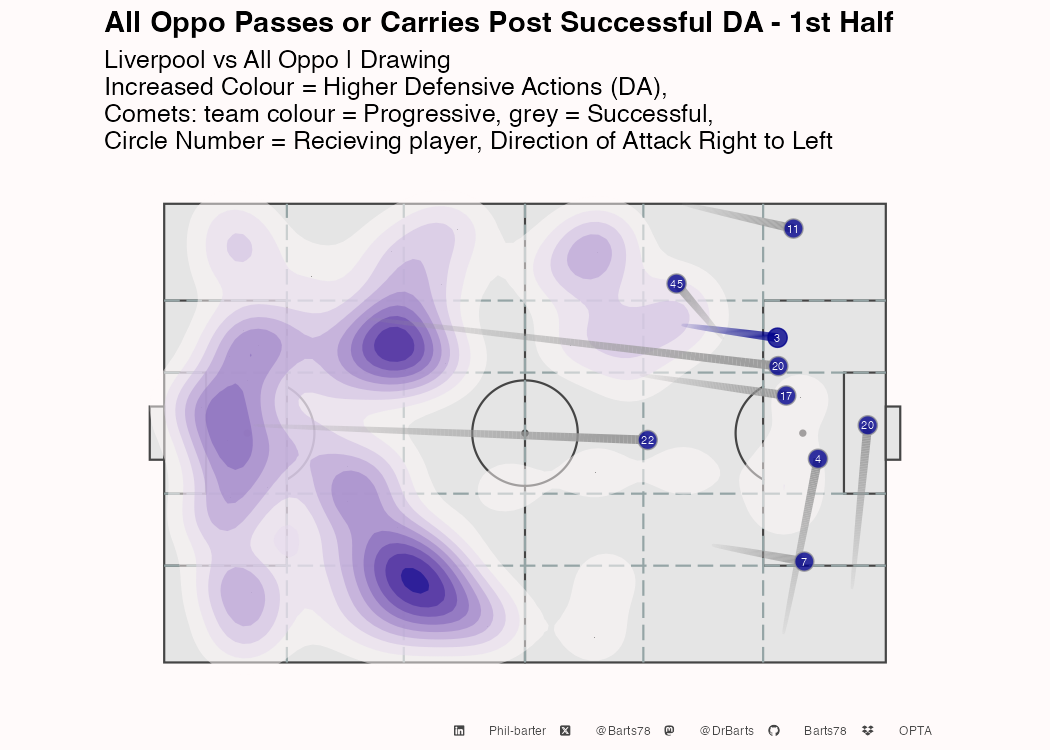 All Oppo Passes or Carries Post Successful DA - 1st Half
Liverpool vs All Oppo | Drawing
Increased Colour = Higher Defensive Actions (DA),
Comets: team colour = Progressive, grey = Successful,
Circle Number = Recieving player, Direction of Attack Right to Left
11
45
3
20
17
20
22
4
7
Phil-barter @Barts78 @DrBarts Barts78 OPTA